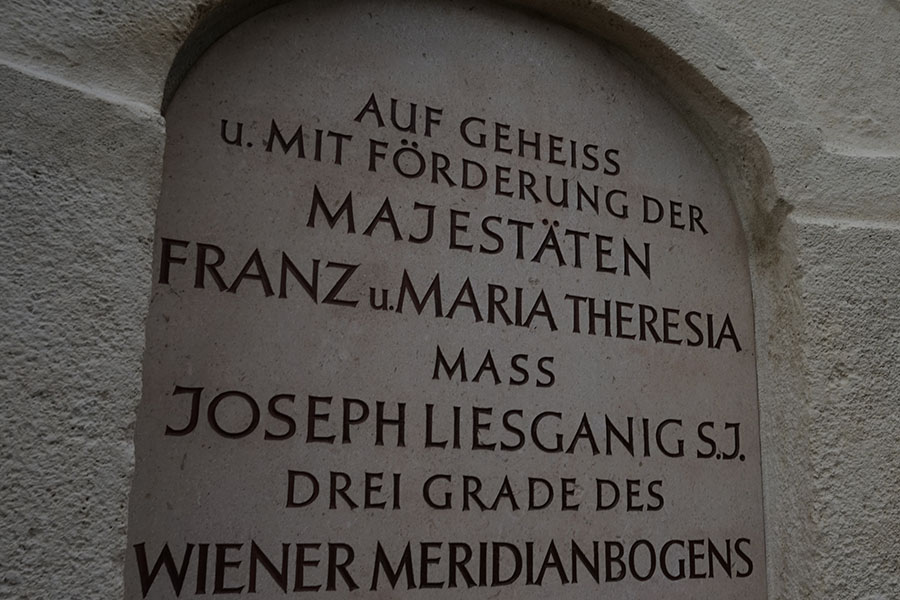 AUF GEHEISS
u. MIT FÖRDERUNG DER
MAJESTÄTEN
FRANZ u. MARIA THERESIA
MASS
JOSEPH LIESGANIG S.J.
DREI GRADE DES
WIENER MERIDIANBOGENS